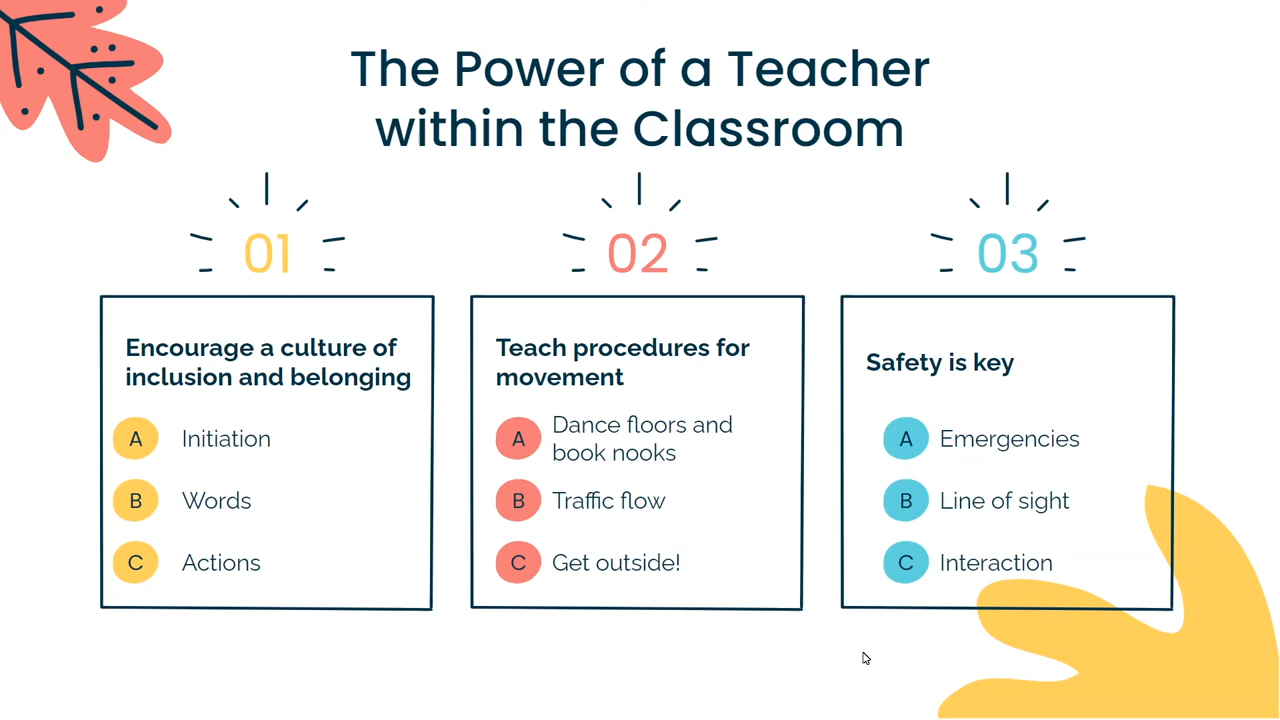 The Power of a Teacher
within the Classroom
01
Encourage a culture of
inclusion and belonging
A Initiation
B Words
C Actions
02
Teach procedures for
movement
A Dance floors and
book nooks
B Traffic flow
C Get outside!
03
Safety is key
A Emergencies
B Line of sight
C Interaction